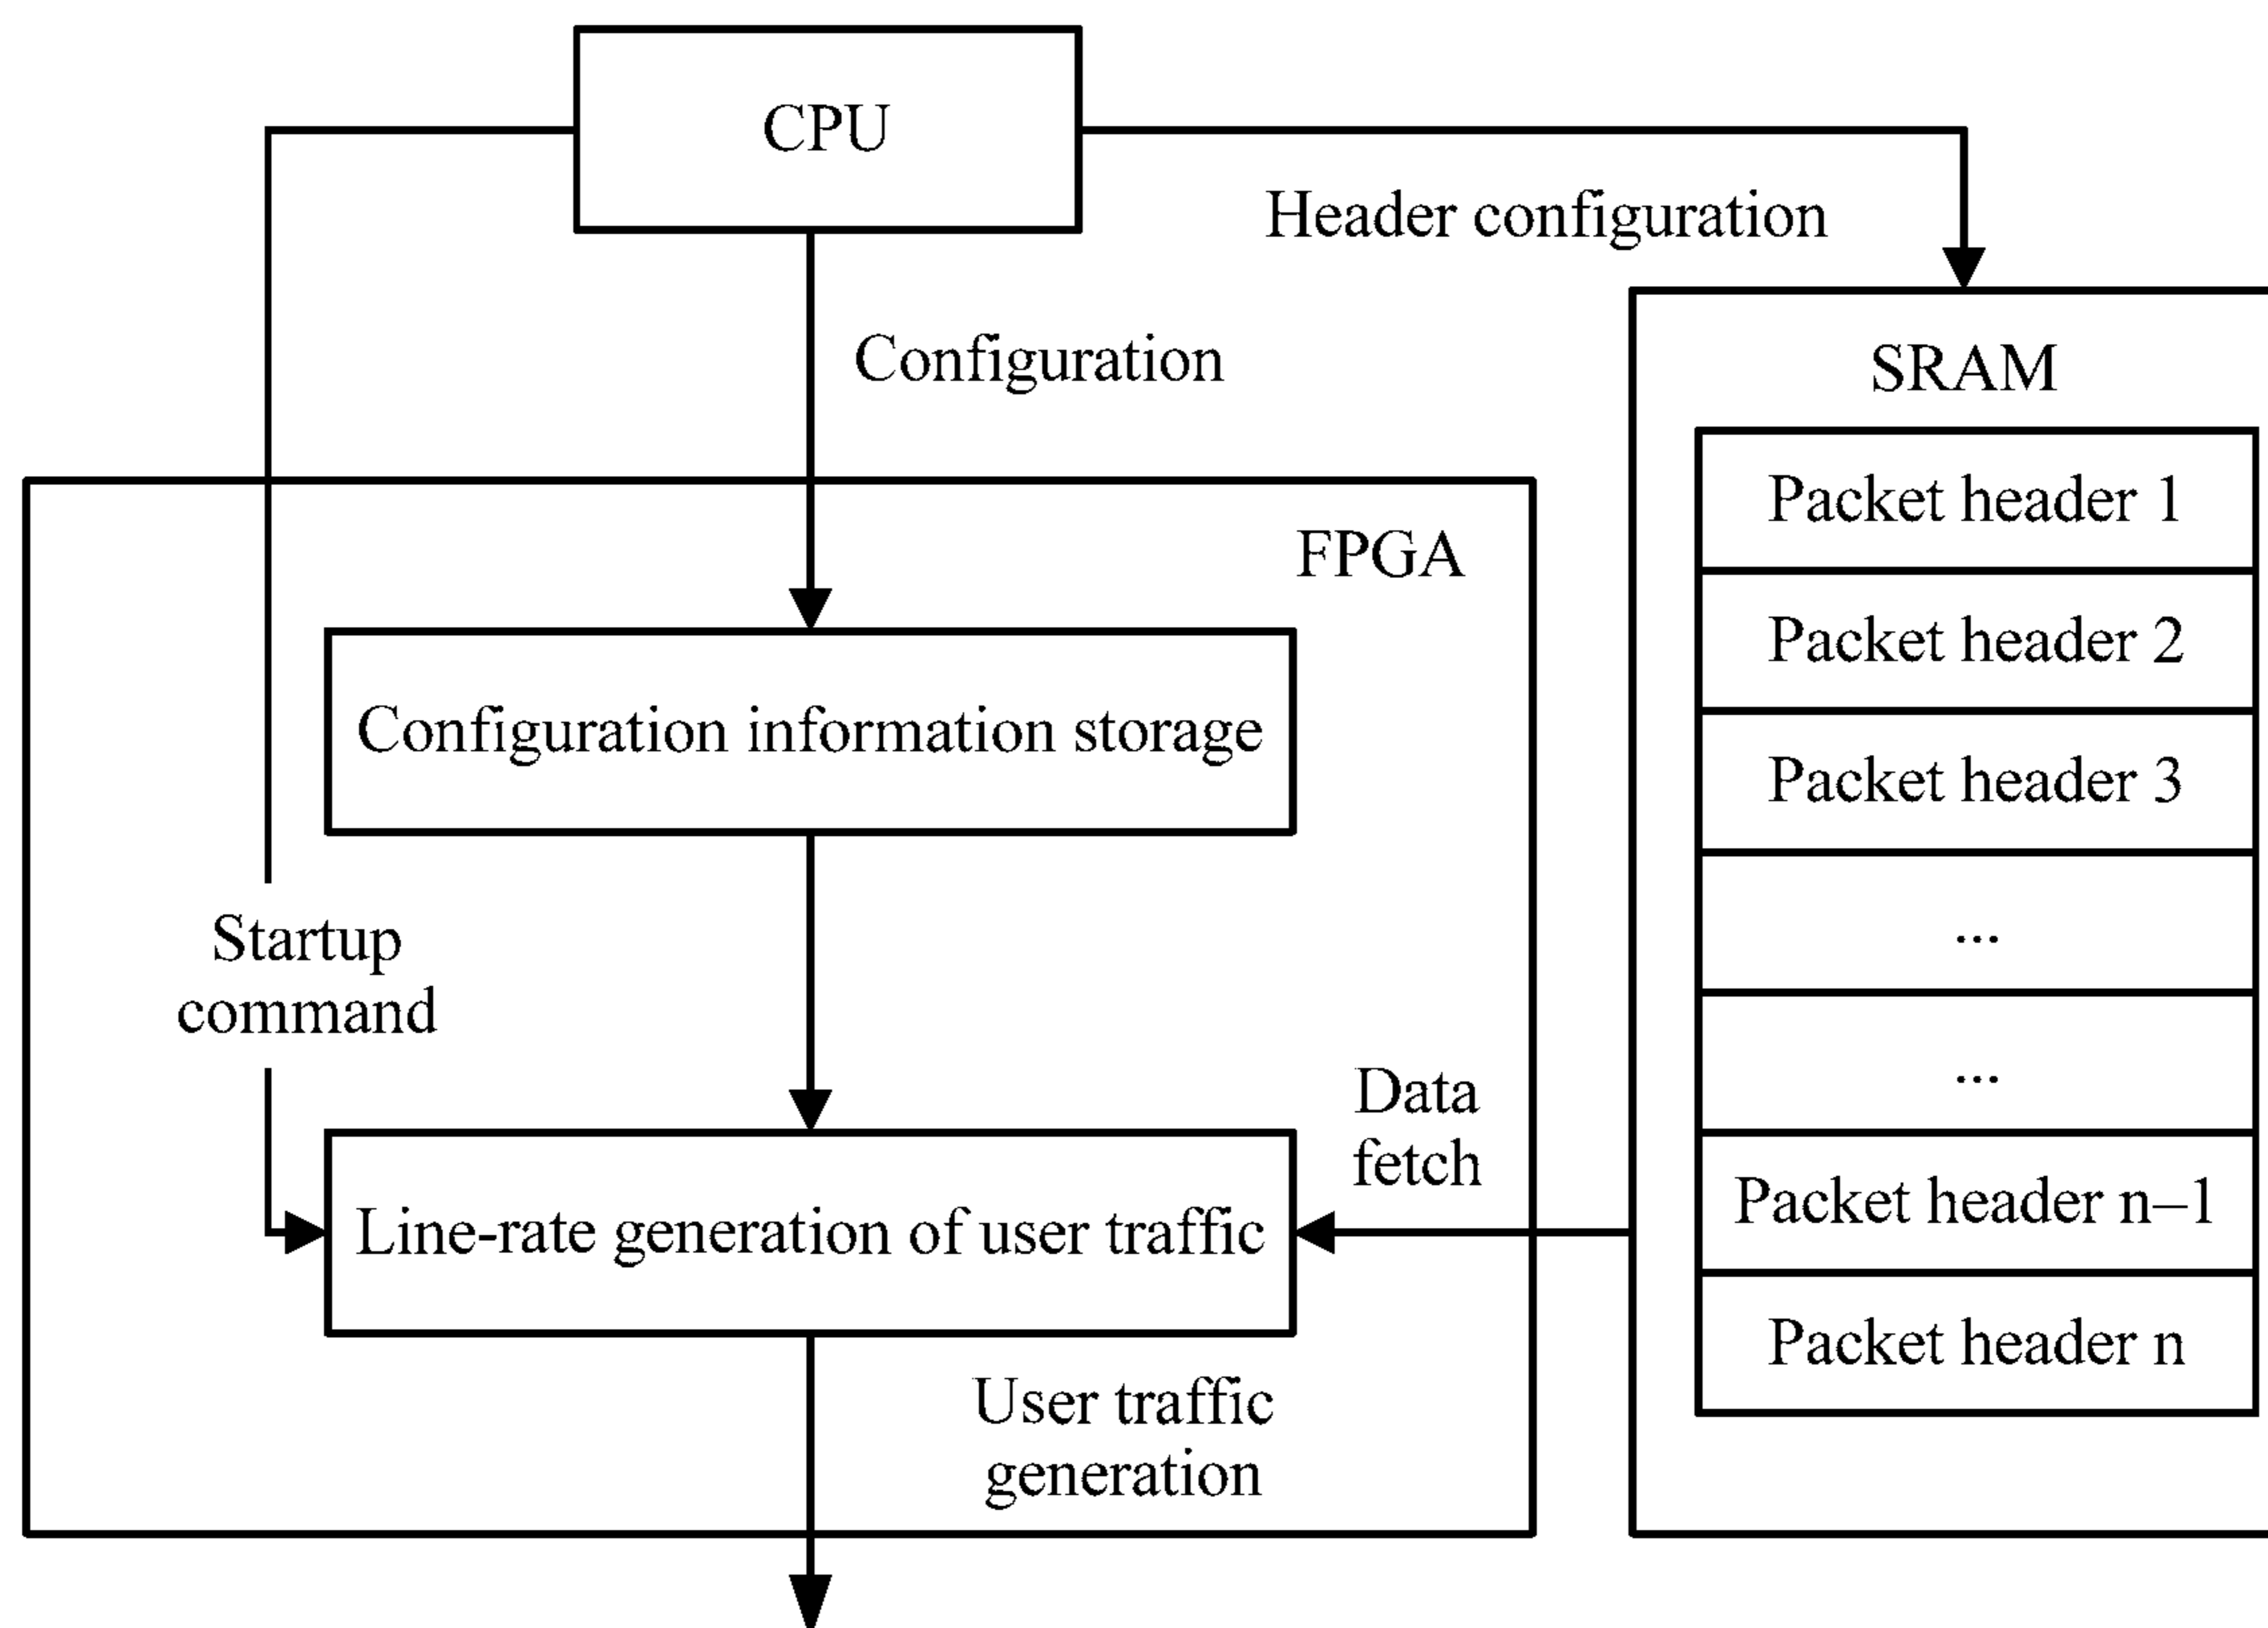 CPU
Header configuration
Configuration
SRAM
FPGA
Packet header 1
Packet header 2
Packet header 3
...
...
Packet header n–1
Packet header n
Configuration information storage
Startup
command
Data
fetch
Line-rate generation of user traffic
User traffic
generation